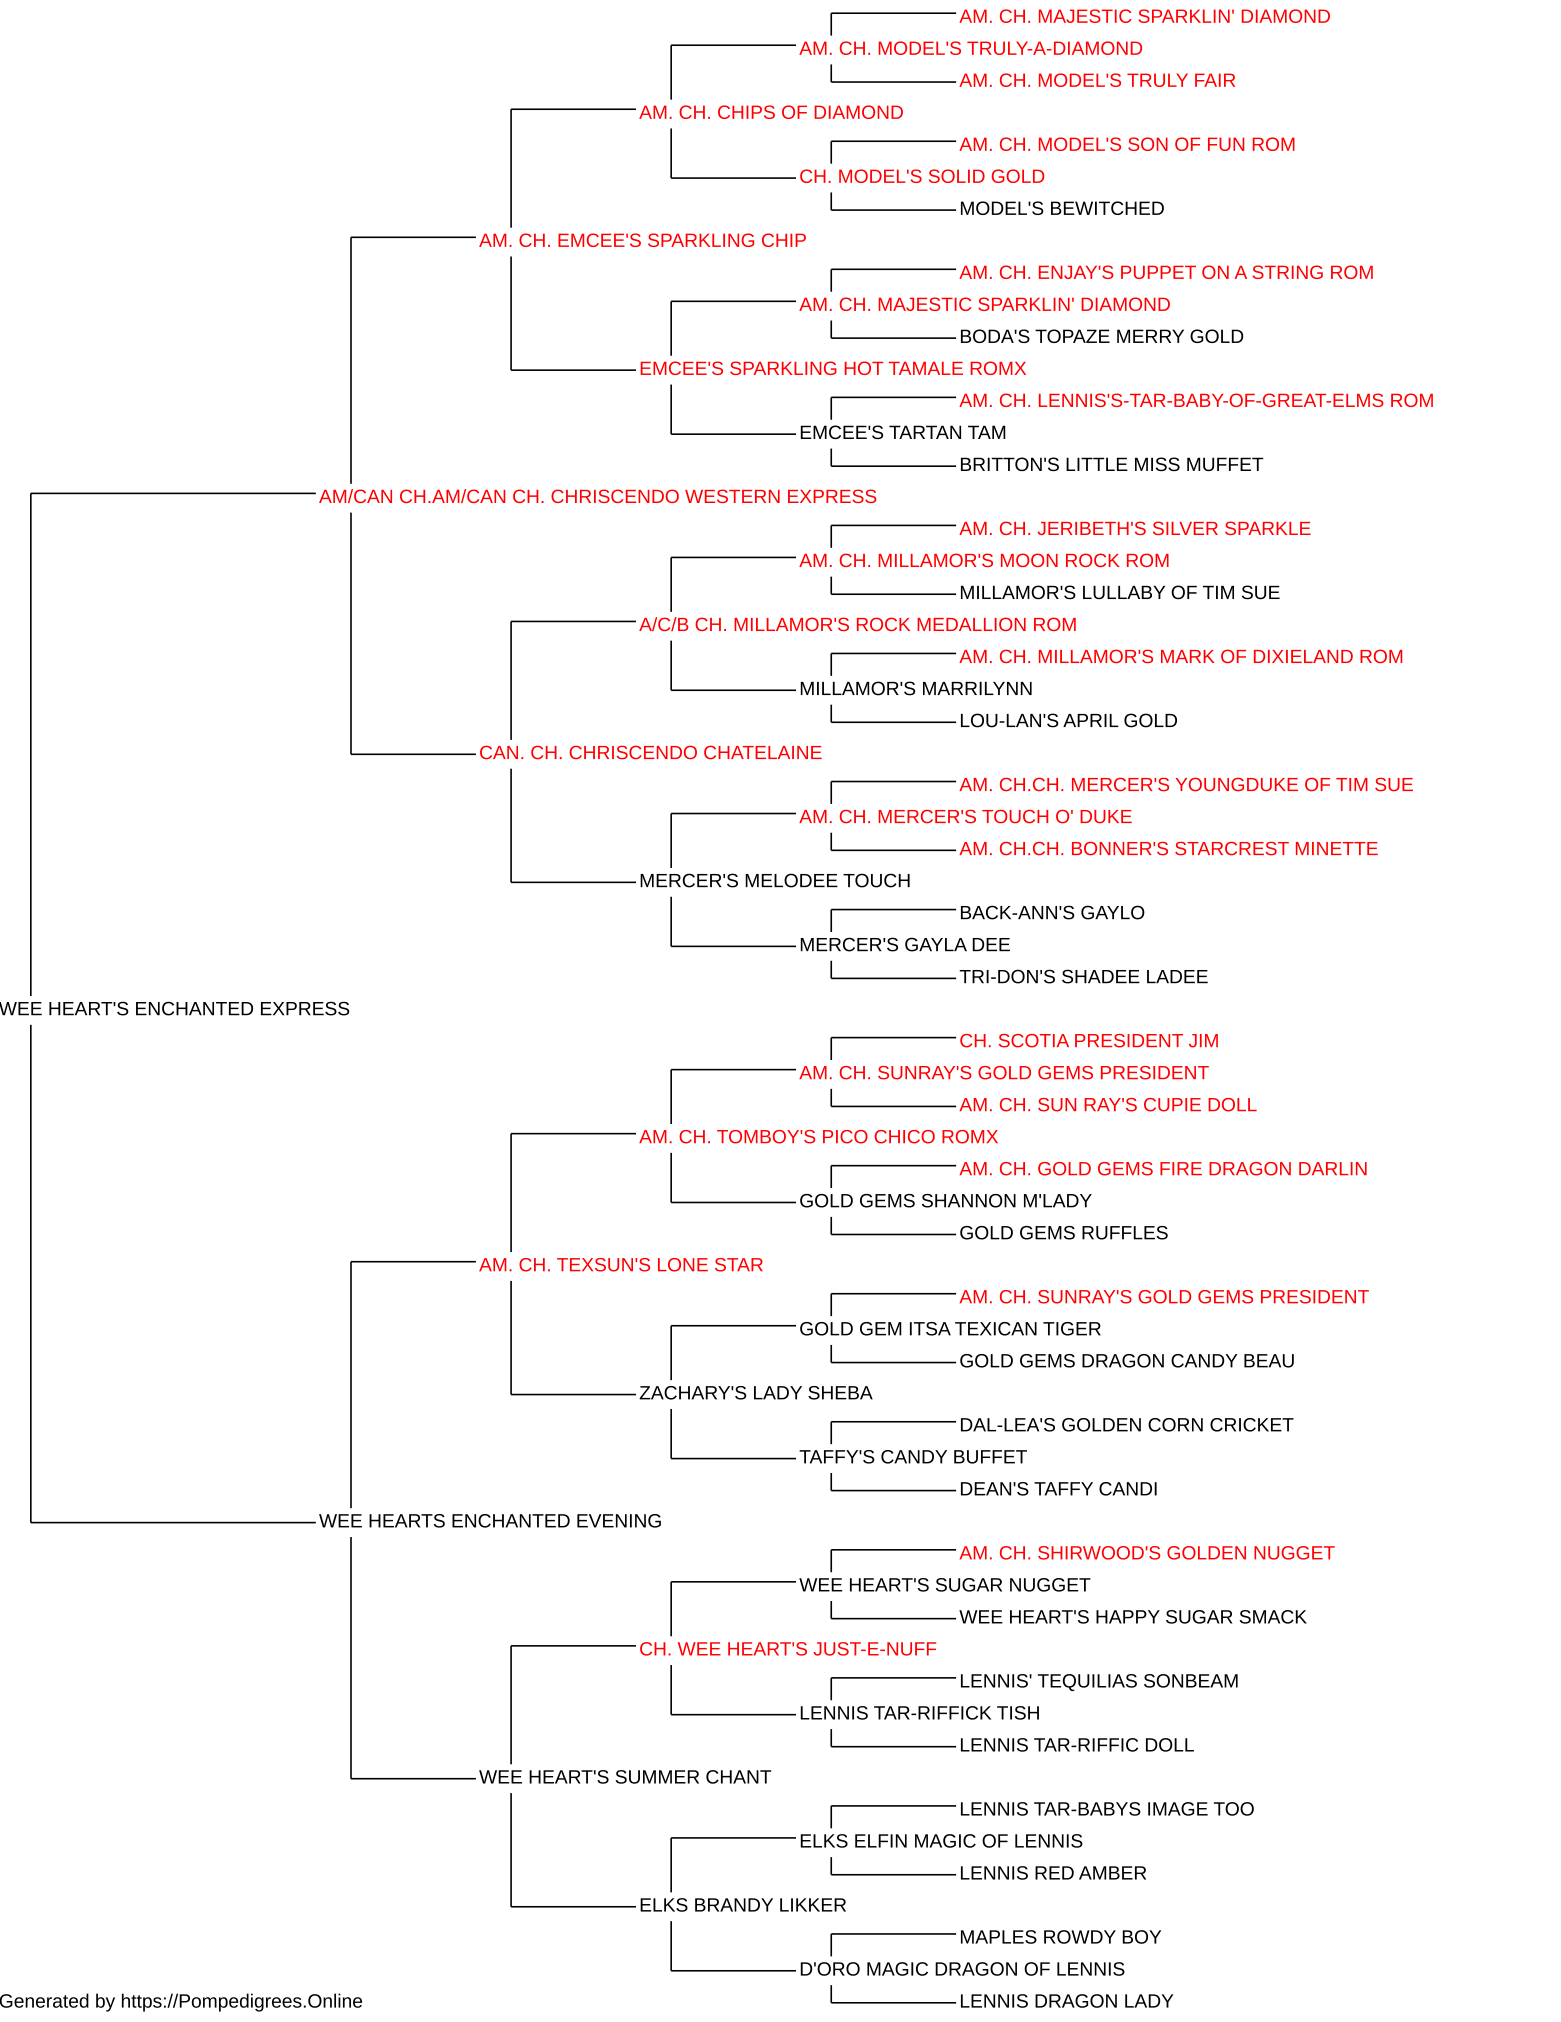 AM. CH. MAJESTIC SPARKLIN' DIAMOND
AM. CH. MODEL'S TRULY-A-DIAMOND
AM. CH. MODEL'S TRULY FAIR
AM. CH. CHIPS OF DIAMOND
AM. CH. MODEL'S SON OF FUN ROM
CH. MODEL'S SOLID GOLD
MODEL'S BEWITCHED
AM. CH. EMCEE'S SPARKLING CHIP
AM. CH. ENJAY'S PUPPET ON A STRING ROM
AM. CH. MAJESTIC SPARKLIN' DIAMOND
BODA'S TOPAZE MERRY GOLD
EMCEE'S SPARKLING HOT TAMALE ROMX
AM. CH. LENNIS'S-TAR-BABY-OF-GREAT-ELMS ROM
EMCEE'S TARTAN TAM
BRITTON'S LITTLE MISS MUFFET
AM/CAN CH.AM/CAN CH. CHRISCENDO WESTERN EXPRESS
AM. CH. JERIBETH'S SILVER SPARKLE
AM. CH. MILLAMOR'S MOON ROCK ROM
MILLAMOR'S LULLABY OF TIM SUE
A/C/B CH. MILLAMOR'S ROCK MEDALLION ROM
AM. CH. MILLAMOR'S MARK OF DIXIELAND ROM
MILLAMOR'S MARRILYNN
LOU-LAN'S APRIL GOLD
CAN. CH. CHRISCENDO CHATELAINE
AM. CH.CH. MERCER'S YOUNGDUKE OF TIM SUE
AM. CH. MERCER'S TOUCH O' DUKE
AM. CH.CH. BONNER'S STARCREST MINETTE
MERCER'S MELODEE TOUCH
BACK-ANN'S GAYLO
MERCER'S GAYLA DEE
TRI-DON'S SHADEE LADEE
WEE HEART'S ENCHANTED EXPRESS
CH. SCOTIA PRESIDENT JIM
AM. CH. SUNRAY'S GOLD GEMS PRESIDENT
AM. CH. SUN RAY'S CUPIE DOLL
AM. CH. TOMBOY'S PICO CHICO ROMX
AM. CH. GOLD GEMS FIRE DRAGON DARLIN
GOLD GEMS SHANNON M'LADY
GOLD GEMS RUFFLES
AM. CH. TEXSUN'S LONE STAR
AM. CH. SUNRAY'S GOLD GEMS PRESIDENT
GOLD GEM ITSA TEXICAN TIGER
GOLD GEMS DRAGON CANDY BEAU
ZACHARY'S LADY SHEBA
DAL-LEA'S GOLDEN CORN CRICKET
TAFFY'S CANDY BUFFET
DEAN'S TAFFY CANDI
WEE HEARTS ENCHANTED EVENING
AM. CH. SHIRWOOD'S GOLDEN NUGGET
WEE HEART'S SUGAR NUGGET
WEE HEART'S HAPPY SUGAR SMACK
CH. WEE HEART'S JUST-E-NUFF
LENNIS' TEQUILIAS SONBEAM
LENNIS TAR-RIFFICK TISH
LENNIS TAR-RIFFIC DOLL
WEE HEART'S SUMMER CHANT
LENNIS TAR-BABYS IMAGE TOO
ELKS ELFIN MAGIC OF LENNIS
LENNIS RED AMBER
ELKS BRANDY LIKKER
MAPLES ROWDY BOY
D'ORO MAGIC DRAGON OF LENNIS
LENNIS DRAGON LADY
Generated by https://Pompedigrees.Online